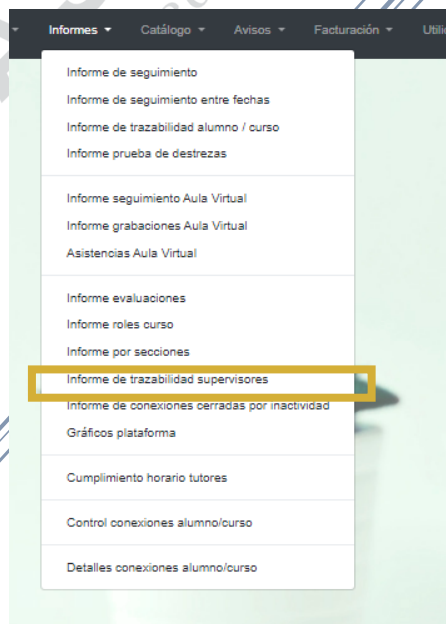 Informes
Catálogo
Avisos
Facturación
Informe de seguimiento
Informe de seguimiento entre fechas
Informe de trazabilidad alumno / curso
Informe prueba de destrezas
Informe seguimiento Aula Virtual
Informe grabaciones Aula Virtual
Asistencias Aula Virtual
Informe evaluaciones
Informe roles curso
Informe por secciones
Informe de trazabilidad supervisores
Informe de conexiones cerradas por inactividad
Gráficos plataforma
Cumplimiento horario tutores
Control conexiones alumno/curso
Detalles conexiones alumno/curso